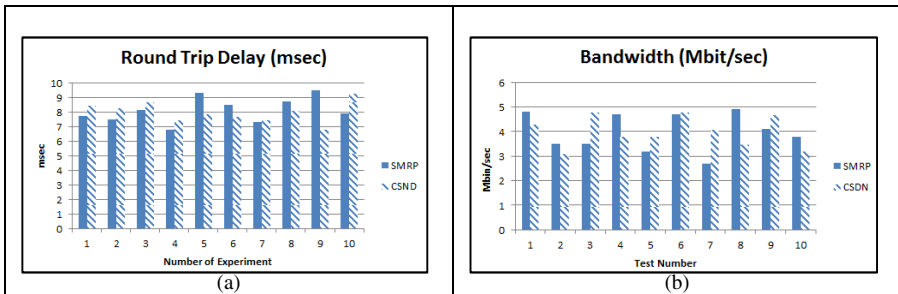 Round Trip Delay (msec)
10
9
8
7
6
5
4
3
2
1
0
msec
1 2 3 4 5 6 7 8 9 10
Number of Experiment
SMRP
CSND
(a)
Bandwidth (Mbit/sec)
6
5
4
3
2
1
0
Mbin/sec
1 2 3 4 5 6 7 8 9 10
Test Number
SMRP
CSDN
(b)